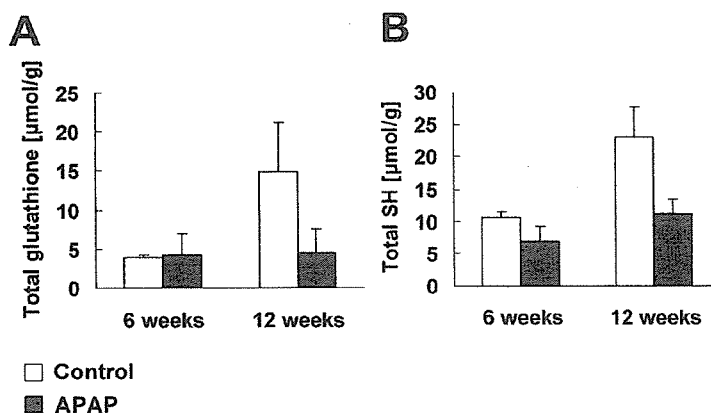 A
Total glutathione [µmol/g]
25
20
15
10
5
0
6 weeks
12 weeks
B
Total SH [µmol/g]
30
25
20
15
10
5
0
6 weeks
12 weeks
Control
APAP